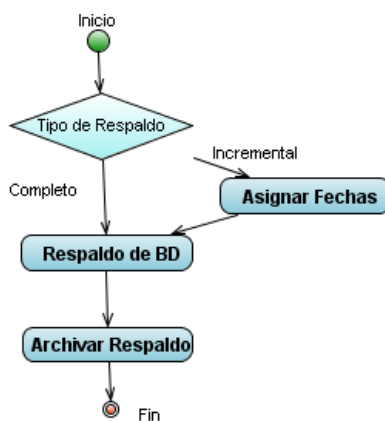 Inicio
Tipo de Respaldo
Incremental
Completo
Asignar Fechas
Respaldo de BD
Archivar Respaldo
Fin